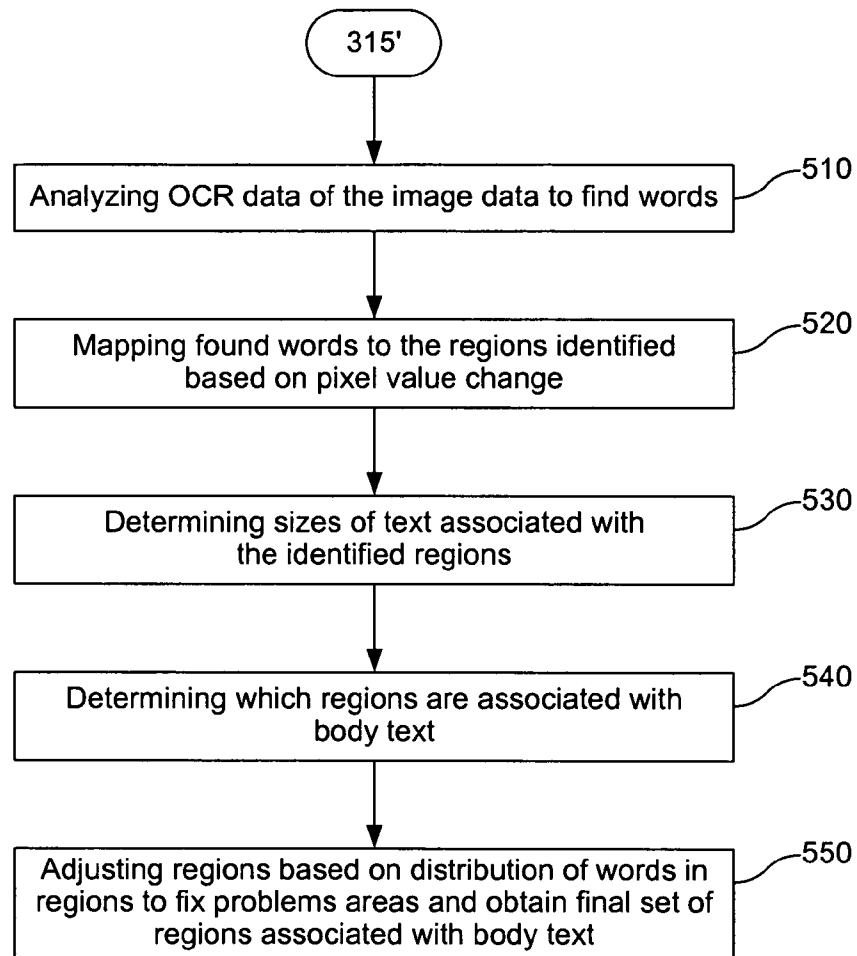 315'
Analyzing OCR data of the image data to find words
510
Mapping found words to the regions identified
based on pixel value change
520
Determining sizes of text associated with
the identified regions
530
Determining which regions are associated with
body text
540
Adjusting regions based on distribution of words in
regions to fix problems areas and obtain final set of
regions associated with body text
550